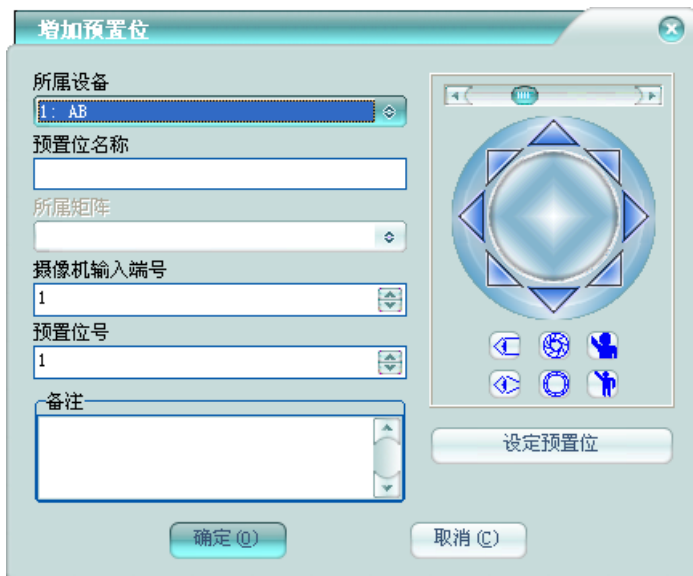 增加预置位
所属设备
1: AB
预置位名称
所属矩阵
摄像机输入端号
1
预置位号
1
备注
设定预置位
确定(O)
取消(C)